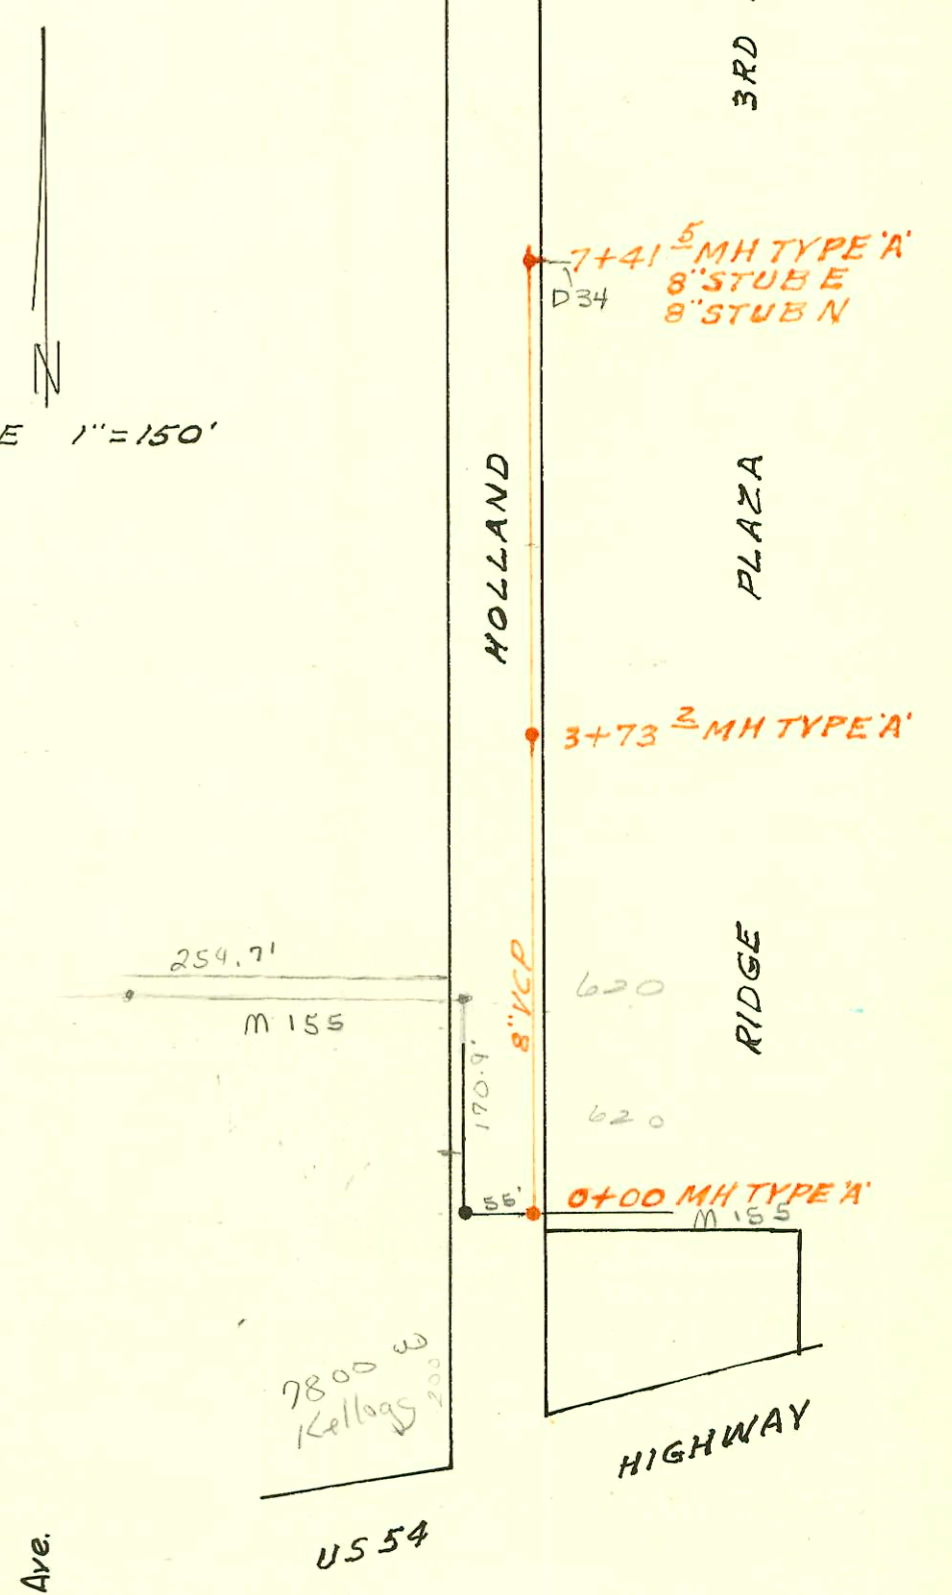 3RD
7+41 5 MH TYPE 'A'
8" STUB E
8" STUB N
D34
N
E 1"=150'
HOLLAND
PLAZA
3+73 2 MH TYPE 'A'
254.7'
M 155
8" VCP
620
RIDGE
170.9'
620
55'
0+00 MH TYPE 'A'
M 155
7800 W
Kellogg
200
HIGHWAY
US 54
Ave.